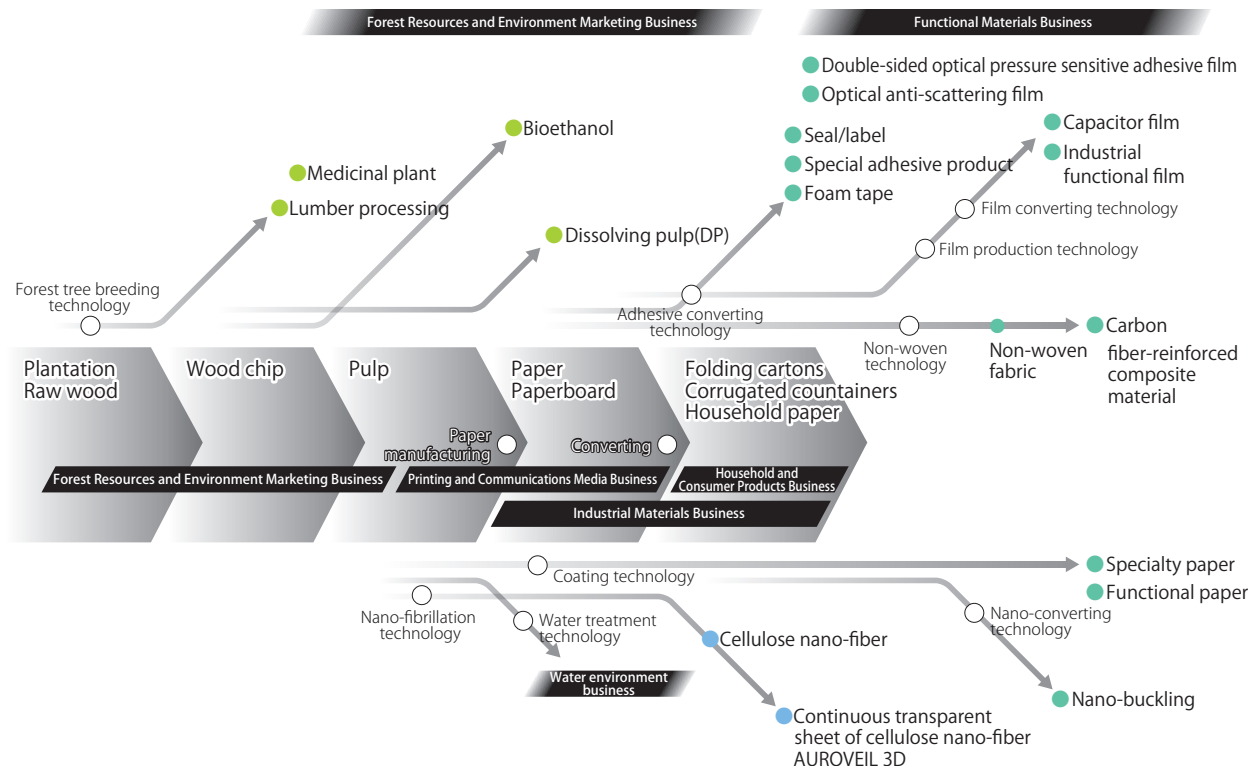 Forest Resources and Environment Marketing Business
Functional Materials Business
Double-sided optical pressure sensitive adhesive film
Optical anti-scattering film
Bioethanol
Seal/label
Special adhesive product
Foam tape
Capacitor film
Industrial
functional film
Medicinal plant
Lumber processing
Film converting technology
Dissolving pulp(DP)
Film production technology
Forest tree breeding
technology
Adhesive converting
technology
Non-woven
technology
Non-woven
fabric
Carbon
fiber-reinforced
composite
material
Plantation
Raw wood
Wood chip
Pulp
Paper
Paperboard
Folding cartons
Corrugated countainers
Household paper
Paper
manufacturing
Converting
Forest Resources and Environment Marketing Business
Printing and Communications Media Business
Household and
Consumer Products Business
Industrial Materials Business
Coating technology
Specialty paper
Functional paper
Nano-fibrillation
technology
Water treatment
technology
Nano-converting
technology
Cellulose nano-fiber
Water environment
business
Nano-buckling
Continuous transparent
sheet of cellulose nano-fiber
AUROVEIL 3D